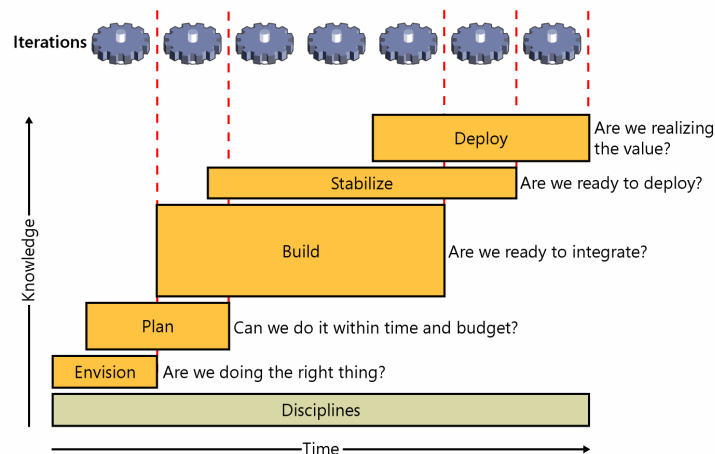 Iterations
Deploy
Are we realizing
the value?
Stabilize
Are we ready to deploy?
Build
Are we ready to integrate?
Knowledge
Plan
Can we do it within time and budget?
Envision
Are we doing the right thing?
Disciplines
Time